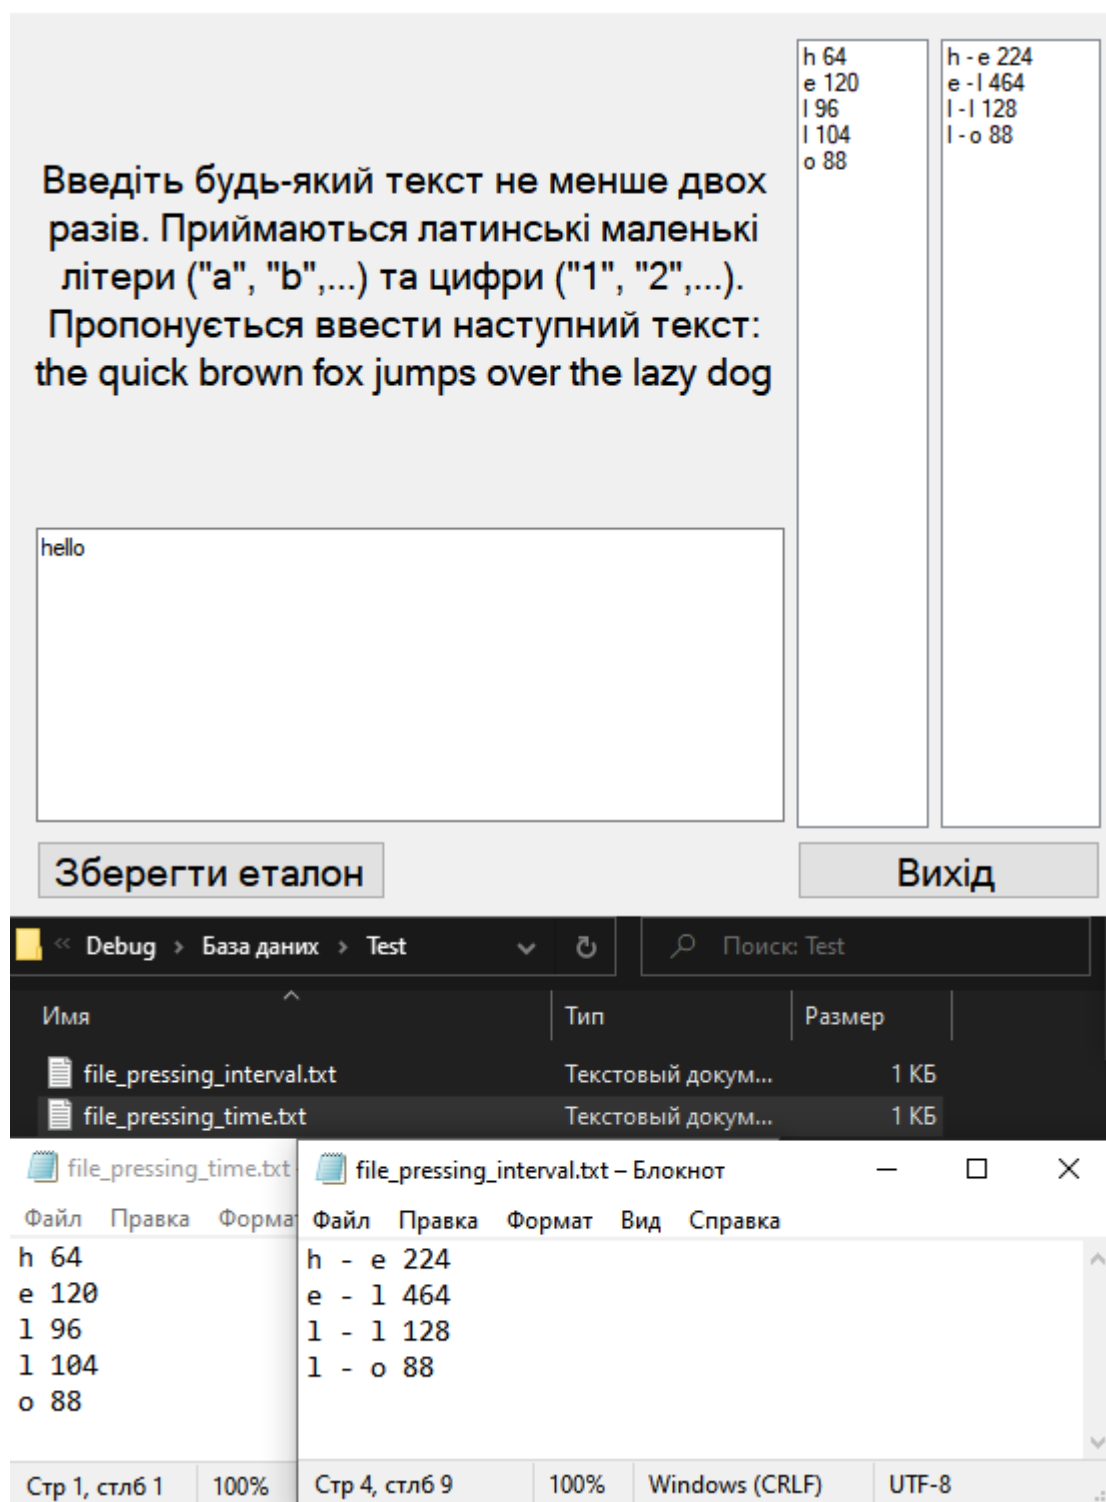 Введіть будь-який текст не менше двох
разів. Приймаються латинські маленькі
літери ("a", "b",...) та цифри ("1", "2",...).
Пропонується ввести наступний текст:
the quick brown fox jumps over the lazy dog
h 64
e 120
l 96
l 104
o 88
h - e 224
e - l 464
l - l 128
l - o 88
hello
Зберегти еталон
Вихід
« Debug › База даних › Test
Поиск: Test
Имя Тип Размер
file_pressing_interval.txt Текстовый докум... 1 КБ
file_pressing_time.txt Текстовый докум... 1 КБ
file_pressing_time.txt
Файл Правка Форма
h 64
e 120
l 96
l 104
o 88
Стр 1, стлб 1 100%
file_pressing_interval.txt – Блокнот
Файл Правка Формат Вид Справка
h - e 224
e - l 464
l - l 128
l - o 88
Стр 4, стлб 9 100% Windows (CRLF) UTF-8